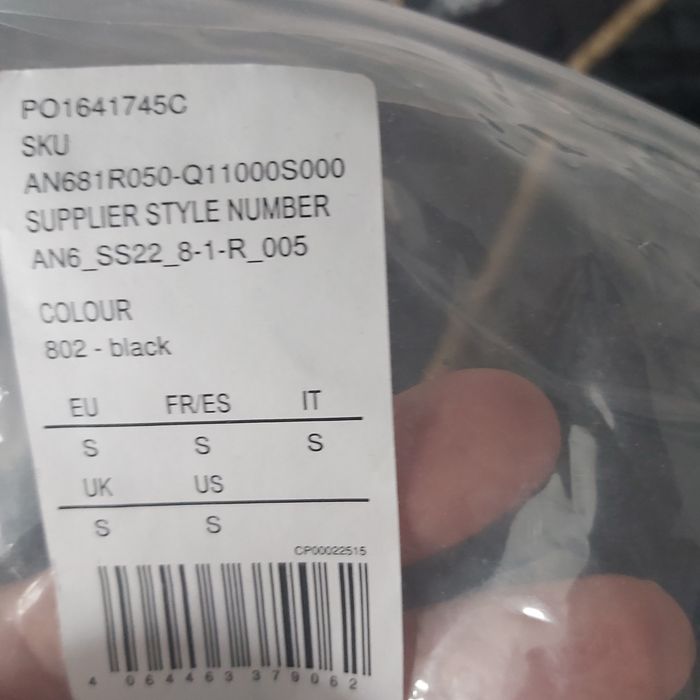 PO1641745C
SKU
AN681R050-Q11000S000
SUPPLIER STYLE NUMBER
AN6_SS22_8-1-R_005
COLOUR
802 - black
EU FR/ES IT
S S S
UK US
S S
CP00022515
4 064463 379062